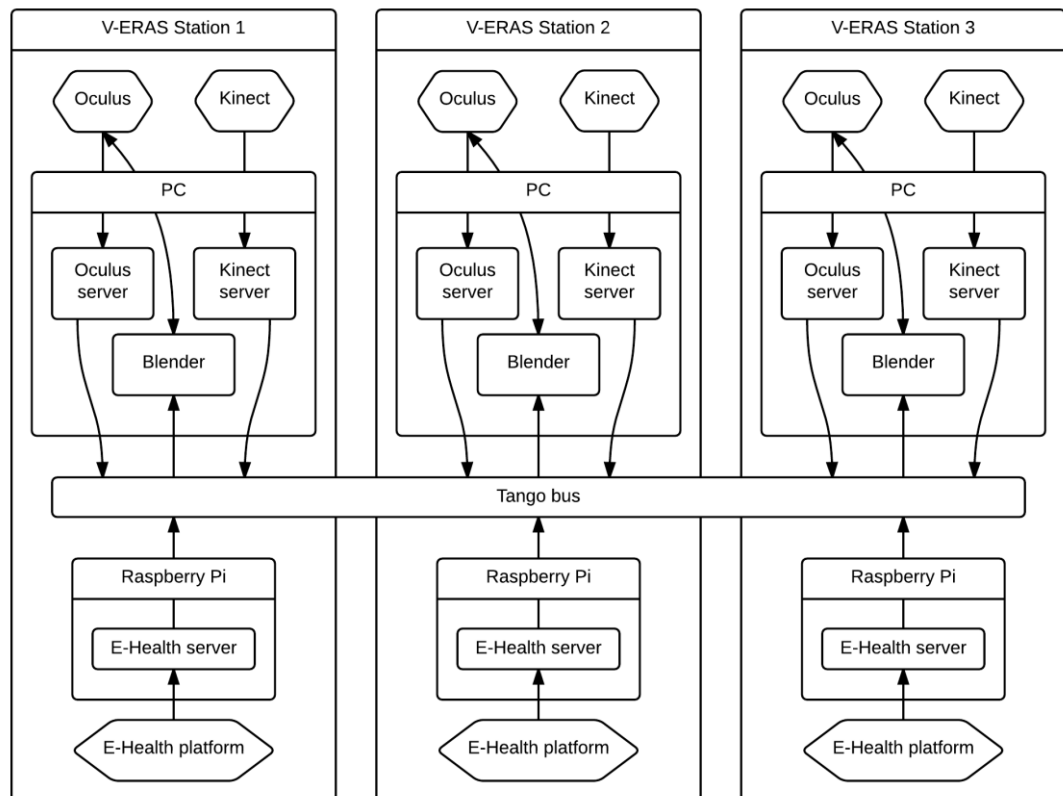 V-ERAS Station 1
V-ERAS Station 2
V-ERAS Station 3
Oculus
Kinect
Oculus
Kinect
Oculus
Kinect
PC
PC
PC
Oculus
server
Kinect
server
Oculus
server
Kinect
server
Oculus
server
Kinect
server
Blender
Blender
Blender
Tango bus
Raspberry Pi
Raspberry Pi
Raspberry Pi
E-Health server
E-Health server
E-Health server
E-Health platform
E-Health platform
E-Health platform